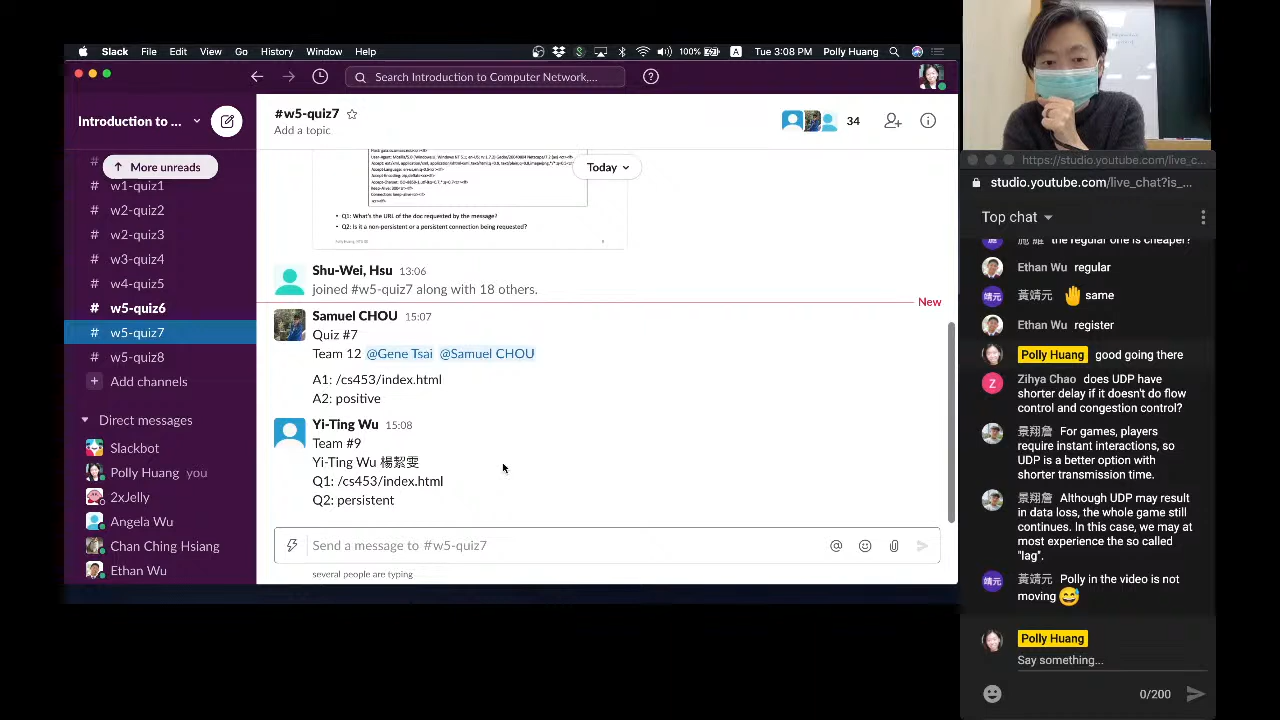 Slack File Edit View Go History Window Help 100% A Tue 3:08 PM Polly Huang
Search Introduction to Computer Network,...
Introduction to ...
More unreads
# w1-quiz1
# w2-quiz2
# w2-quiz3
# w3-quiz4
# w4-quiz5
# w5-quiz6
# w5-quiz7
# w5-quiz8
Add channels
Direct messages
Slackbot
Polly Huang you
2xJelly
Angela Wu
Chan Ching Hsiang
Ethan Wu
#w5-quiz7
Add a topic
34
Today
Keep-Alive: 300<cr><lf>
• Q1: What's the URL of the doc requested by the message?
• Q2: Is it a non-persistent or a persistent connection being requested?
Shu-Wei, Hsu 13:06
joined #w5-quiz7 along with 18 others.
New
Samuel CHOU 15:07
Quiz #7
Team 12 @Gene Tsai @Samuel CHOU
A1: /cs453/index.html
A2: positive
Yi-Ting Wu 15:08
Team #9
Yi-Ting Wu 楊絮雯
Q1: /cs453/index.html
Q2: persistent
Send a message to #w5-quiz7
several people are typing
https://studio.youtube.com/live_c...
studio.youtube.com/live_chat?is_...
Top chat
the regular one is cheaper?
Ethan Wu regular
靖元 黃靖元 same
Ethan Wu register
Polly Huang good going there
Z Zihya Chao does UDP have
shorter delay if it doesn't do flow
control and congestion control?
景翔詹 For games, players
require instant interactions, so
UDP is a better option with
shorter transmission time.
景翔詹 Although UDP may result
in data loss, the whole game still
continues. In this case, we may at
most experience the so called
"lag".
靖元 黃靖元 Polly in the video is not
moving
Polly Huang
Say something...
0/200